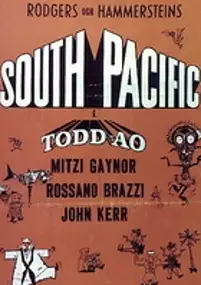 RODGERS OCH HAMMERSTEINS
SOUTH PACIFIC
i
TODD-AO
MITZI GAYNOR
ROSSANO BRAZZI
JOHN KERR